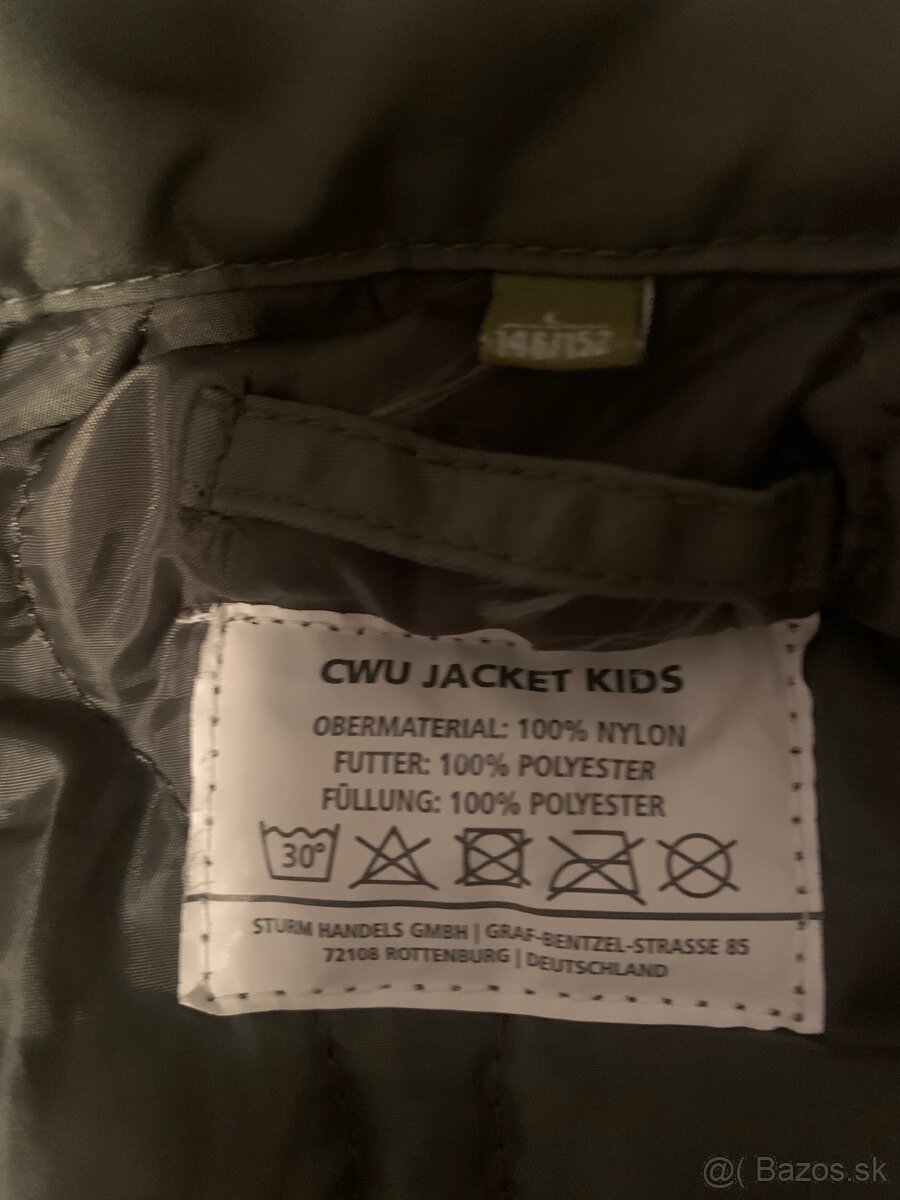 146/152
CWU JACKET KIDS
OBERMATERIAL: 100% NYLON
FUTTER: 100% POLYESTER
FÜLLUNG: 100% POLYESTER
30°
STURM HANDELS GMBH | GRAF-BENTZEL-STRASSE 85
72108 ROTTENBURG | DEUTSCHLAND
@( Bazos.sk